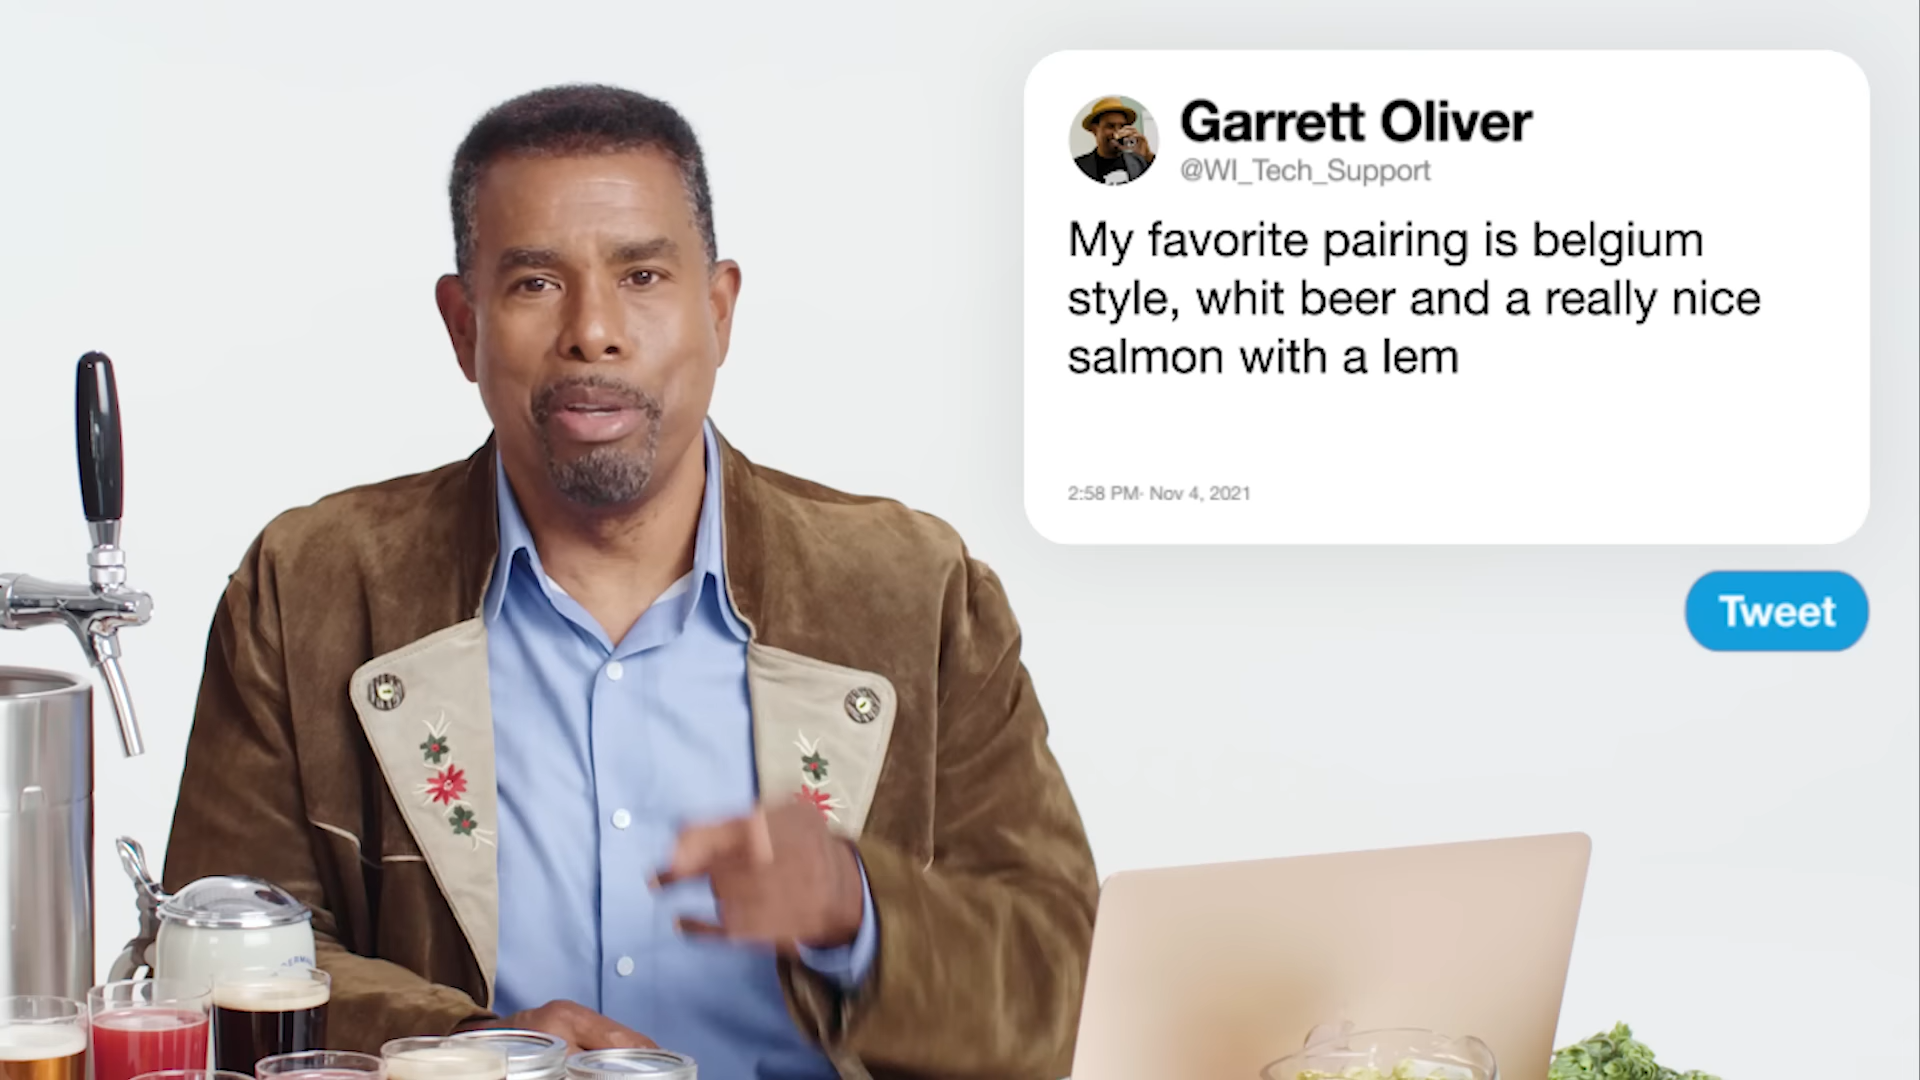 Garrett Oliver
@WI_Tech_Support
My favorite pairing is belgium
style, whit beer and a really nice
salmon with a lem
2:58 PM· Nov 4, 2021
Tweet